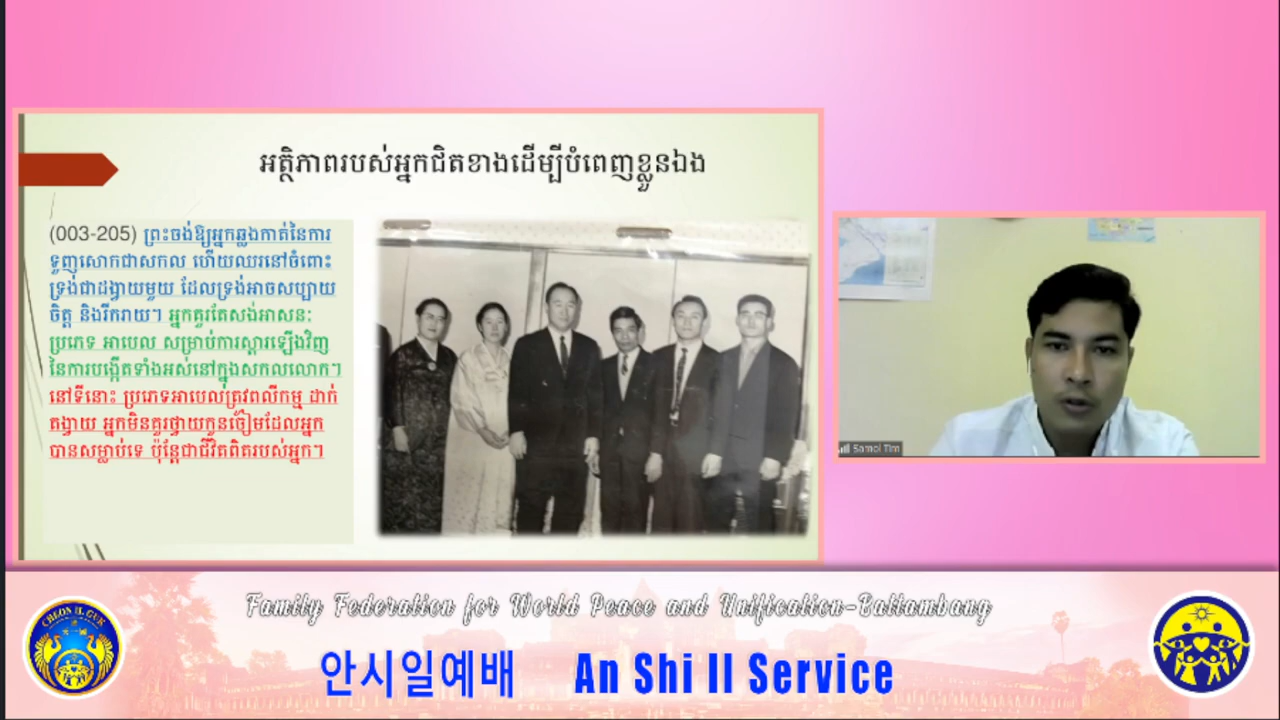 អត្ថិភាពរបស់អ្នកជិតខាងដើម្បីបំពេញខ្លួនឯង
(003-205) ព្រះចង់ឱ្យអ្នកឆ្លងកាត់នៃការ
ទួញសោកជាសកល ហើយឈរនៅចំពោះ
ទ្រង់ជាដង្វាយមួយ ដែលទ្រង់អាចសប្បាយ
ចិត្ត និងរីករាយ។ អ្នកគួរតែសង់អាសនៈ
ប្រភេទ អាបេល សម្រាប់ការស្តារឡើងវិញ
នៃការបង្កើតទាំងអស់នៅក្នុងសកលលោក។
នៅទីនោះ ប្រភេទអាបេលត្រូវពលីកម្ម ដាក់
តង្វាយ អ្នកមិនគួរថ្វាយកូនចៀមដែលអ្នក
បានសម្លាប់ទេ ប៉ុន្តែជាជីវិតពិតរបស់អ្នក។
Samol Tim
Family Federation for World Peace and Unification-Battambang
CHEON IL GUK
안시일예배 An Shi Il Service